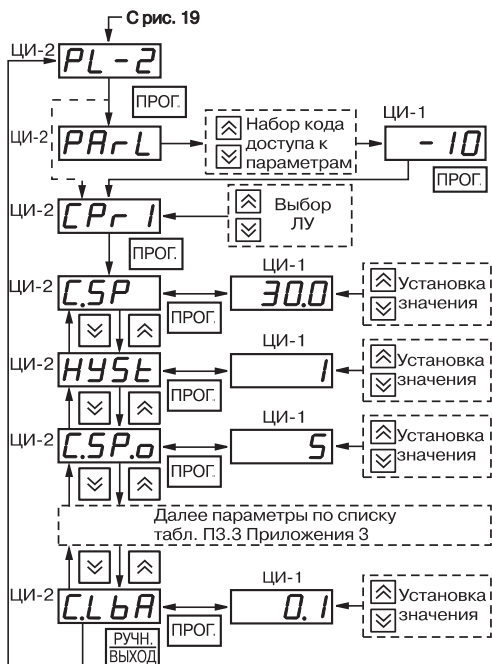 С рис. 19
ЦИ-2 PL-2
ПРОГ.
ЦИ-2 PArL
Набор кода
доступа к
параметрам
ЦИ-1
-10
ПРОГ.
ЦИ-2 CPr1
Выбор
ЛУ
ПРОГ.
ЦИ-2 C.SP
ЦИ-1
30.0
ПРОГ.
Установка
значения
ЦИ-2 HYSt
ЦИ-1
1
ПРОГ.
Установка
значения
ЦИ-2 C.SP.o
ЦИ-1
5
ПРОГ.
Установка
значения
Далее параметры по списку
табл. П3.3 Приложения 3
ЦИ-2 C.LbA
ЦИ-1
0.1
ПРОГ.
Установка
значения
РУЧН.
ВЫХОД